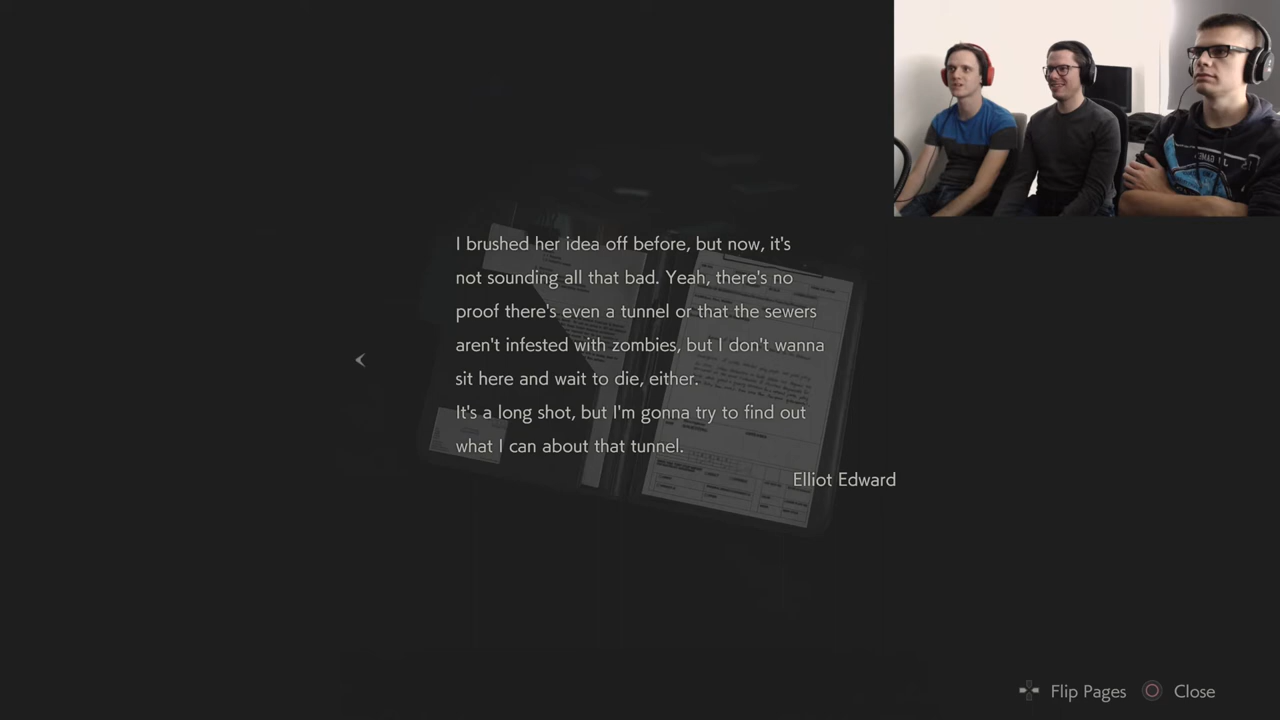 I brushed her idea off before, but now, it's
not sounding all that bad. Yeah, there's no
proof there's even a tunnel or that the sewers
aren't infested with zombies, but I don't wanna
sit here and wait to die, either.
It's a long shot, but I'm gonna try to find out
what I can about that tunnel.
Elliot Edward
Flip Pages
Close